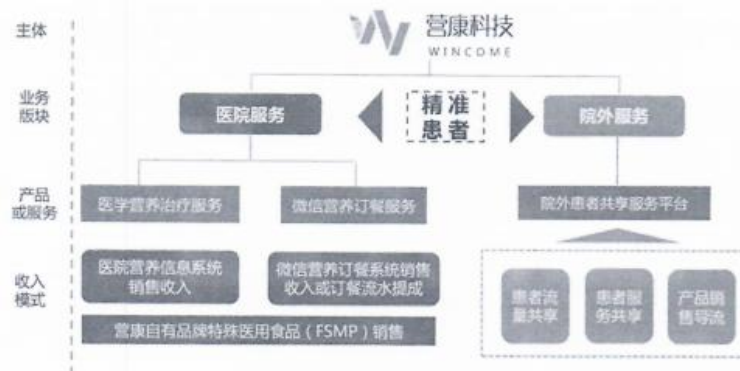 主体
营康科技
WINCOME
业务
版块
医院服务
精准
患者
院外服务
产品
或服务
医学营养治疗服务
微信营养订餐服务
院外患者共享服务平台
收入
模式
医院营养信息系统
销售收入
微信营养订餐系统销售
收入或订餐流水提成
患者流
量共享
患者服
务共享
产品销
售导流
营康自有品牌特殊医用食品（FSMP）销售